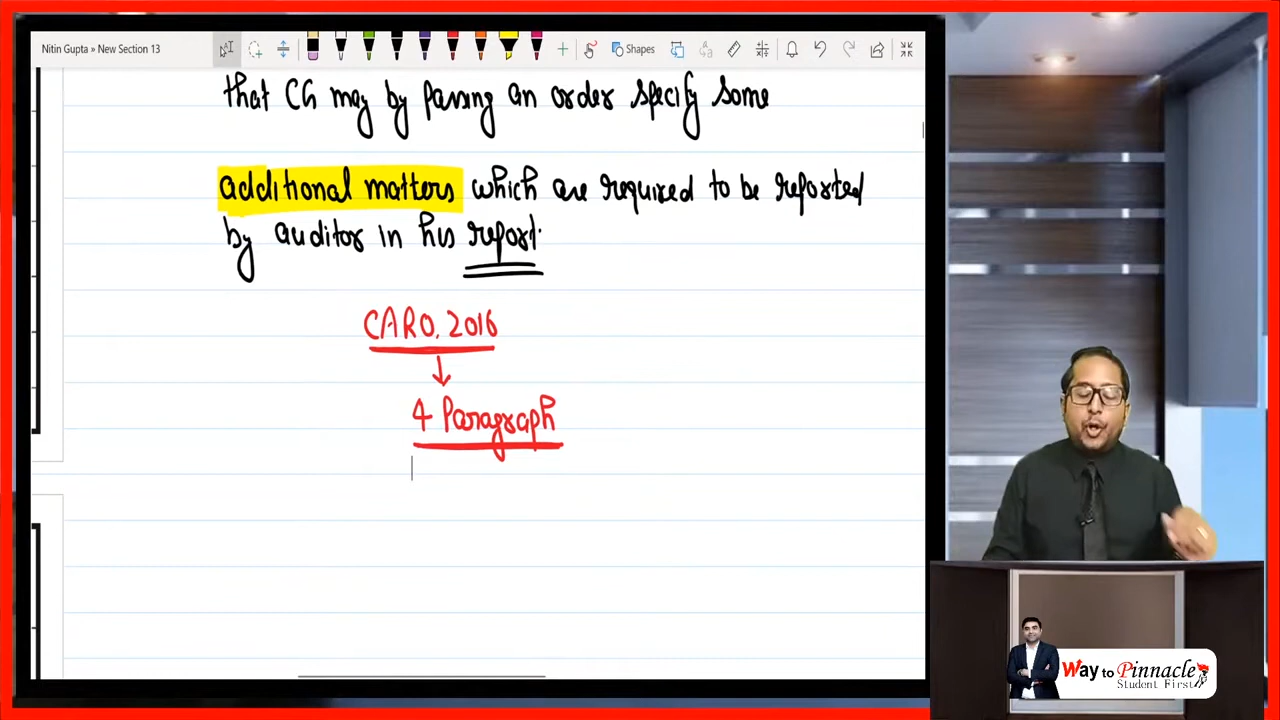 Nitin Gupta » New Section 13
Shapes
that CG may by passing an order specify some
additional matters which are required to be reported
by auditor in his report.
CARO, 2016
4 Paragraph
Way to Pinnacle
Student First